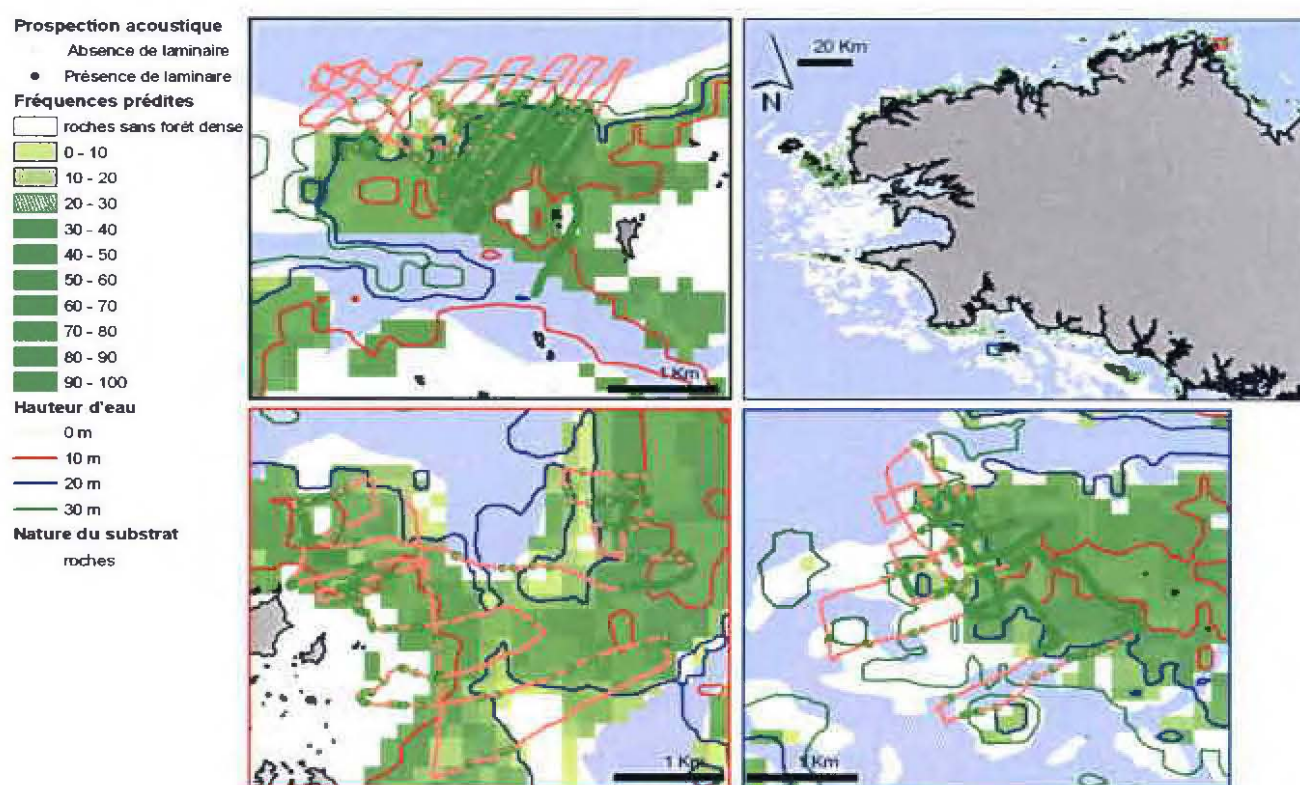 Prospection acoustique
Absence de laminaire
Présence de laminaire
Fréquences prédites
roches sans forêt dense
0 - 10
10 - 20
20 - 30
30 - 40
40 - 50
50 - 60
60 - 70
70 - 80
80 - 90
90 - 100
Hauteur d'eau
0 m
10 m
20 m
30 m
Nature du substrat
roches
1 Km
20 Km
N
1 Km
1 Km